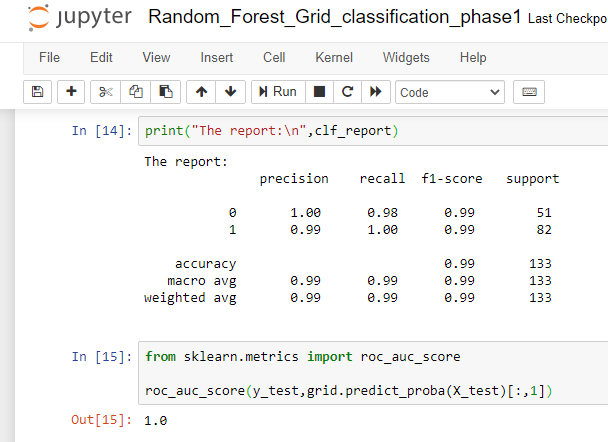 jupyter Random_Forest_Grid_classification_phase1 Last Checkpo
File Edit View Insert Cell Kernel Widgets Help
Run Code
In [14]: print("The report:\n",clf_report)
The report:
precision recall f1-score support
0 1.00 0.98 0.99 51
1 0.99 1.00 0.99 82
accuracy 0.99 133
macro avg 0.99 0.99 0.99 133
weighted avg 0.99 0.99 0.99 133
In [15]: from sklearn.metrics import roc_auc_score
roc_auc_score(y_test,grid.predict_proba(X_test)[:,1])
Out[15]: 1.0